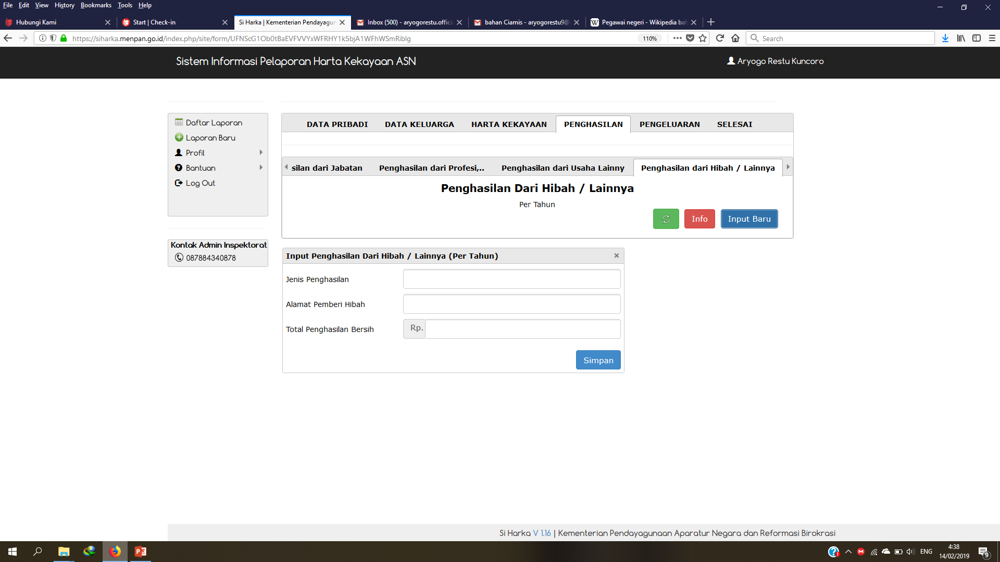 File Edit View History Bookmarks Tools Help
Hubungi Kami
Start | Check-in
Si Harka | Kementerian Pendayagun
Inbox (500) - aryogorestu.offici
bahan Ciamis - aryogorestu9@
Pegawai negeri - Wikipedia bah
https://siharka.menpan.go.id/index.php/site/form/UFNScG1Ob0tBaEVFVVYxWFRHY1k5bjA1WFhWSmRiblg
110%
Search
Sistem Informasi Pelaporan Harta Kekayaan ASN
Aryogo Restu Kuncoro
Daftar Laporan
Laporan Baru
Profil
Bantuan
Log Out
Kontak Admin Inspektorat
087884340878
DATA PRIBADI DATA KELUARGA HARTA KEKAYAAN PENGHASILAN PENGELUARAN SELESAI
silan dari Jabatan Penghasilan dari Profesi,.. Penghasilan dari Usaha Lainny Penghasilan dari Hibah / Lainnya
Penghasilan Dari Hibah / Lainnya
Per Tahun
Info Input Baru
Input Penghasilan Dari Hibah / Lainnya (Per Tahun)
Jenis Penghasilan
Alamat Pemberi Hibah
Total Penghasilan Bersih Rp.
Simpan
Si Harka V 1.16 | Kementerian Pendayagunaan Aparatur Negara dan Reformasi Birokrasi
ENG
4:38
14/02/2019
9